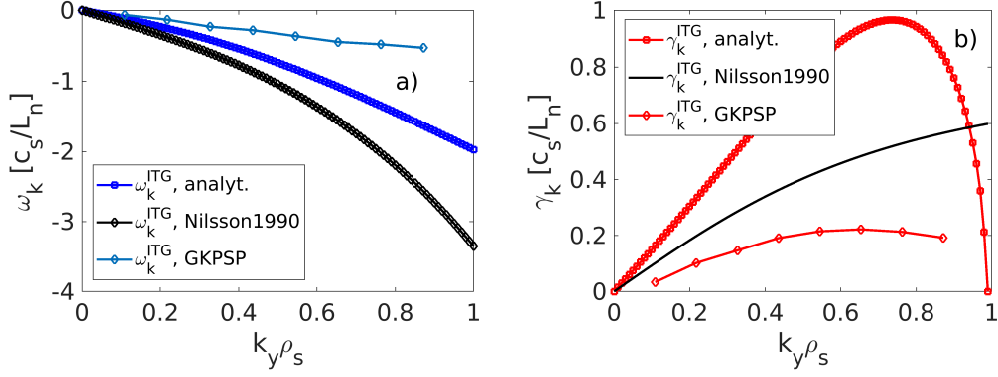 0
-1
-2
-3
-4
ω_k [c_s/L_n]
a)
ω_k^ITG, analyt.
ω_k^ITG, Nilsson1990
ω_k^ITG, GKPSP
0 0.2 0.4 0.6 0.8 1
k_yρ_s
1
0.8
0.6
0.4
0.2
0
γ_k [c_s/L_n]
b)
γ_k^ITG, analyt.
γ_k^ITG, Nilsson1990
γ_k^ITG, GKPSP
0 0.2 0.4 0.6 0.8 1
k_yρ_s